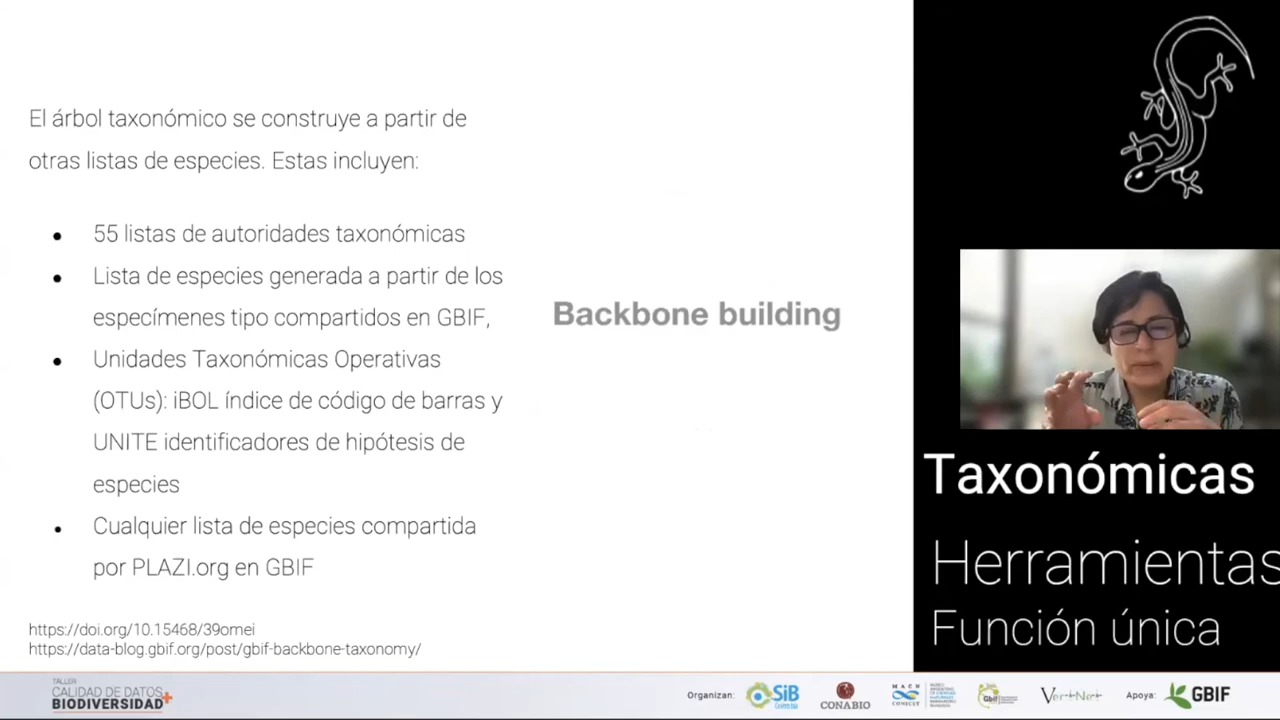 El árbol taxonómico se construye a partir de
otras listas de especies. Estas incluyen:
• 55 listas de autoridades taxonómicas
• Lista de especies generada a partir de los
especímenes tipo compartidos en GBIF,
• Unidades Taxonómicas Operativas
(OTUs): iBOL índice de código de barras y
UNITE identificadores de hipótesis de
especies
• Cualquier lista de especies compartida
por PLAZI.org en GBIF
https://doi.org/10.15468/39omei
https://data-blog.gbif.org/post/gbif-backbone-taxonomy/
Backbone building
Taxonómicas
Herramientas
Función única
TALLER
CALIDAD DE DATOS
BIODIVERSIDAD+
Organizan:
SiB
Colombia
CONABIO
MACN
CONICET
VertNet
Apoya:
GBIF